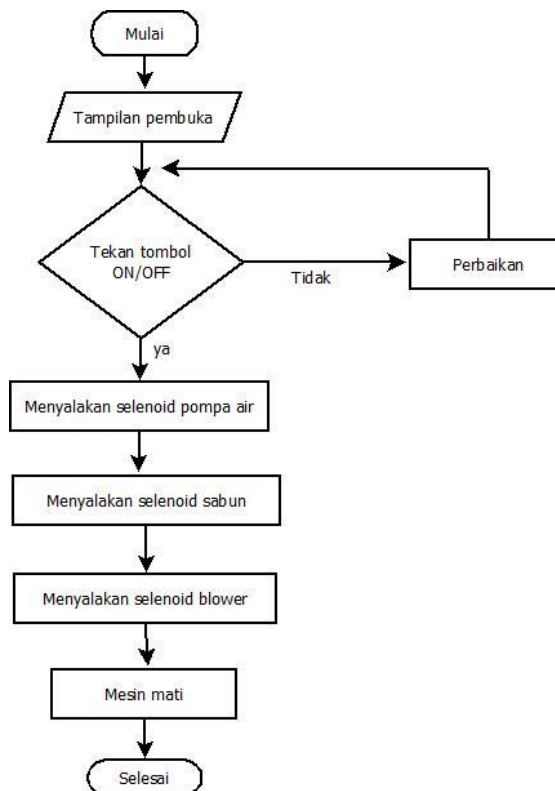 Mulai
Tampilan pembuka
Tekan tombol
ON/OFF
Tidak
Perbaikan
ya
Menyalakan selenoid pompa air
Menyalakan selenoid sabun
Menyalakan selenoid blower
Mesin mati
Selesai